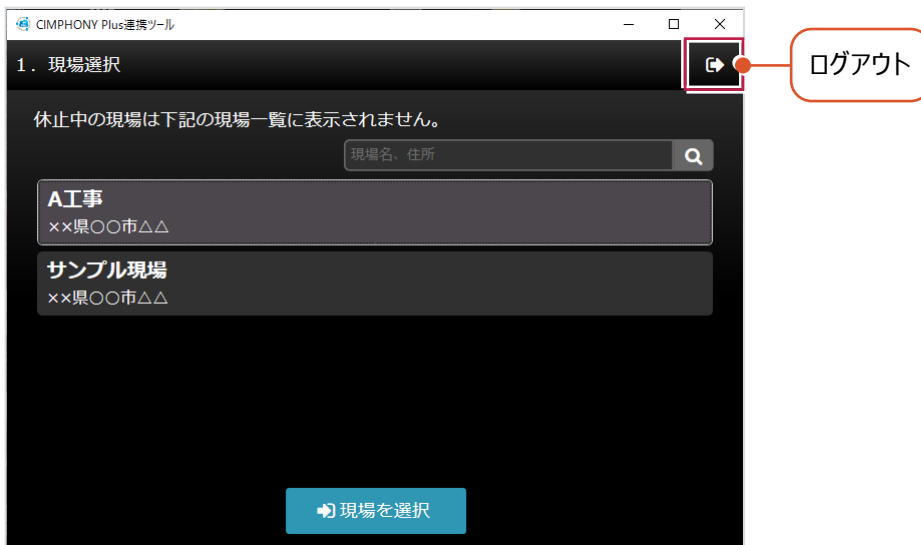 CIMPHONY Plus連携ツール
1. 現場選択
ログアウト
休止中の現場は下記の現場一覧に表示されません。
現場名、住所
A工事
××県○○市△△
サンプル現場
××県○○市△△
現場を選択